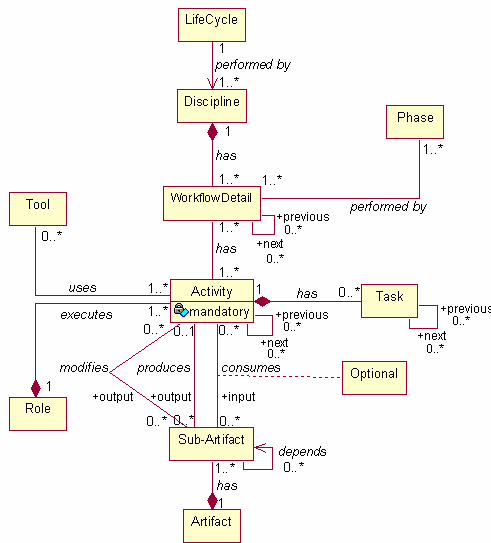 LifeCycle
1
performed by
1..*
Discipline
1
Phase
has
1..*
1..*
1..*
Tool
WorkflowDetail
performed by
0..*
1..*
+previous
0..*
+next
0..*
has
1..*
uses
1..*
Activity
1
has
0..*
Task
mandatory
executes
1..*
+previous
0..*
+previous
0..*
0..*
0..1
0..*
+next
0..*
+next
0..*
modifies
produces
consumes
Optional
+output
+output
+input
Role
1
0..*
0..*
0..*
Sub-Artifact
depends
1..*
0..*
has
1
Artifact